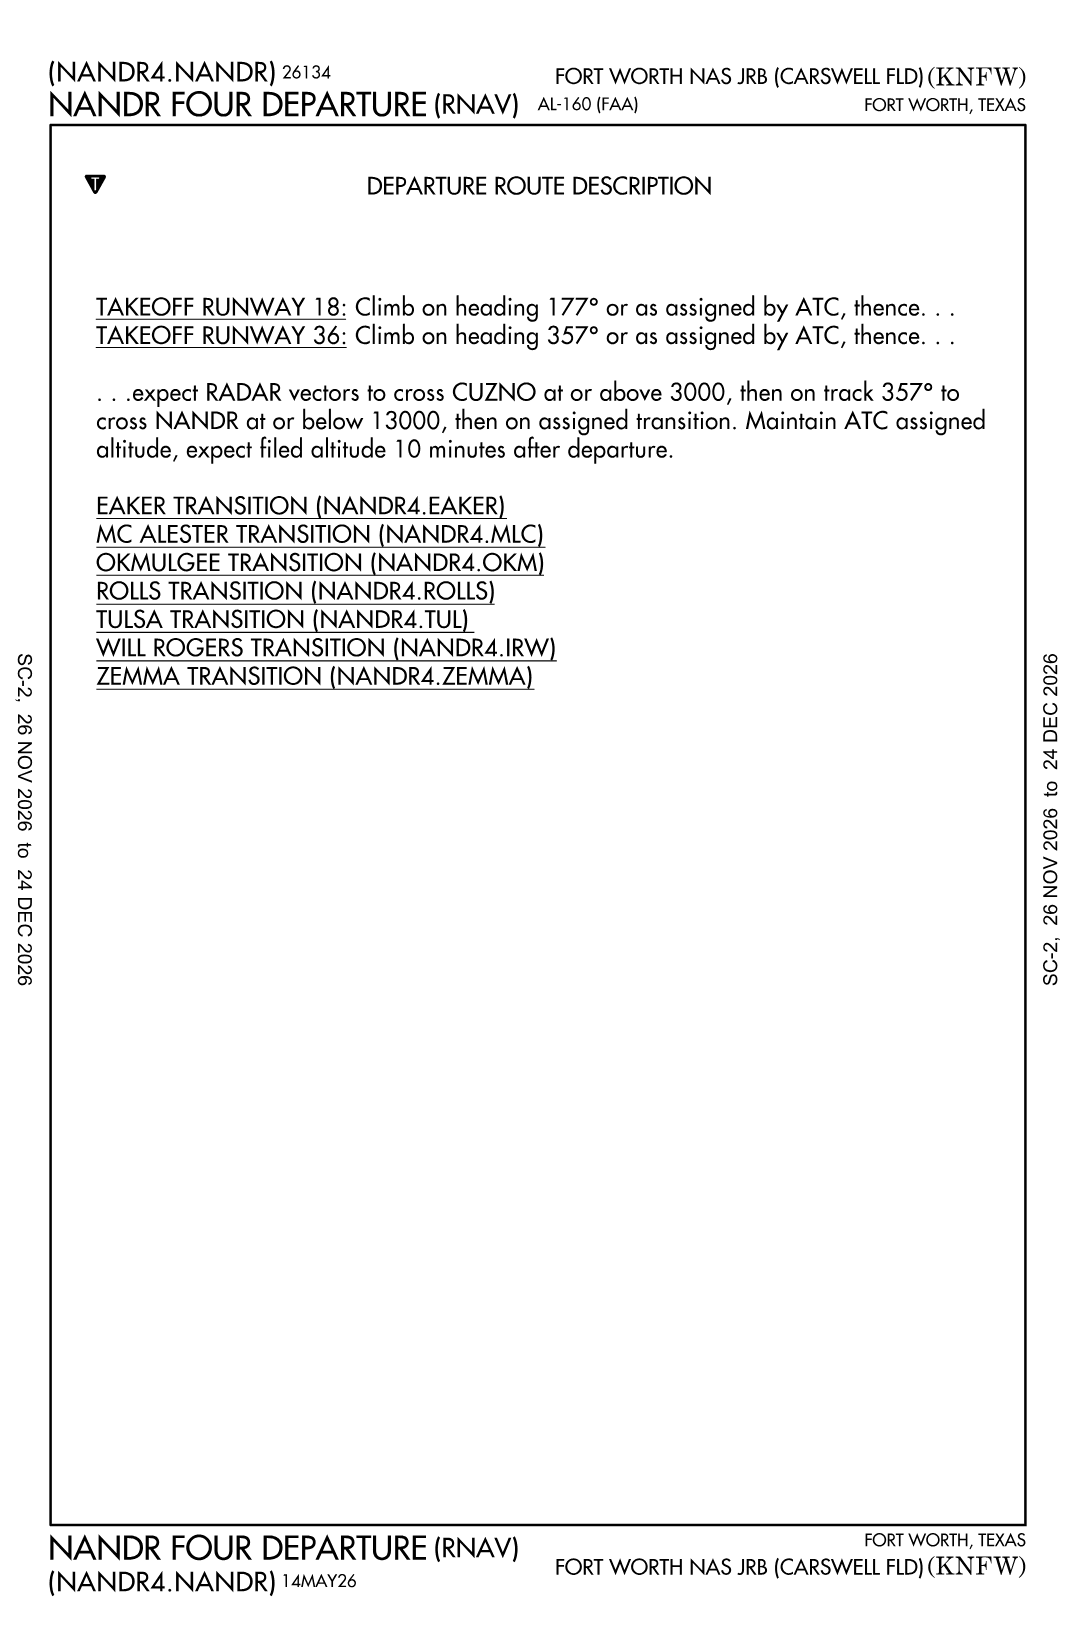 (NANDR4.NANDR) 26134
NANDR FOUR DEPARTURE (RNAV)
AL-160 (FAA)
FORT WORTH NAS JRB (CARSWELL FLD) (KNFW)
FORT WORTH, TEXAS
T
DEPARTURE ROUTE DESCRIPTION
TAKEOFF RUNWAY 18: Climb on heading 177° or as assigned by ATC, thence. . .
TAKEOFF RUNWAY 36: Climb on heading 357° or as assigned by ATC, thence. . .
. . .expect RADAR vectors to cross CUZNO at or above 3000, then on track 357° to
cross NANDR at or below 13000, then on assigned transition. Maintain ATC assigned
altitude, expect filed altitude 10 minutes after departure.
EAKER TRANSITION (NANDR4.EAKER)
MC ALESTER TRANSITION (NANDR4.MLC)
OKMULGEE TRANSITION (NANDR4.OKM)
ROLLS TRANSITION (NANDR4.ROLLS)
TULSA TRANSITION (NANDR4.TUL)
WILL ROGERS TRANSITION (NANDR4.IRW)
ZEMMA TRANSITION (NANDR4.ZEMMA)
SC-2, 26 NOV 2026 to 24 DEC 2026
SC-2, 26 NOV 2026 to 24 DEC 2026
NANDR FOUR DEPARTURE (RNAV)
(NANDR4.NANDR) 14MAY26
FORT WORTH, TEXAS
FORT WORTH NAS JRB (CARSWELL FLD) (KNFW)